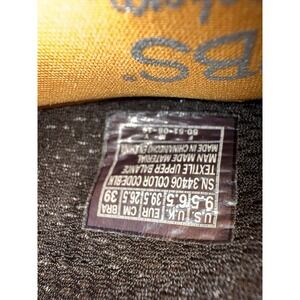 U.S U.K EUR CM BRA
9.5 6.5 39.5 26.5 39
SN 34406 COLOR CODE
TEXTILE UPPER BALANCE
MAN MADE MATERIAL
MADE IN CHINA
BS